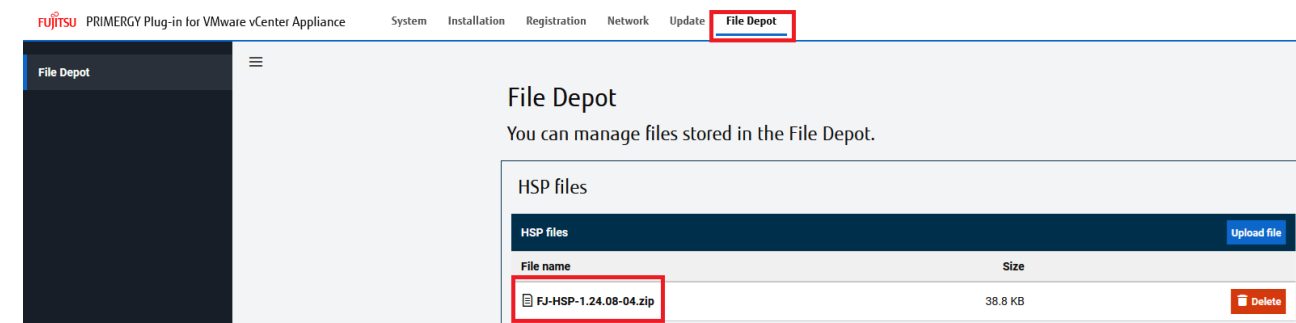 FUJITSU PRIMERGY Plug-in for VMware vCenter Appliance System Installation Registration Network Update File Depot
File Depot
File Depot
You can manage files stored in the File Depot.
HSP files
HSP files Upload file
File name Size
FJ-HSP-1.24.08-04.zip 38.8 KB Delete